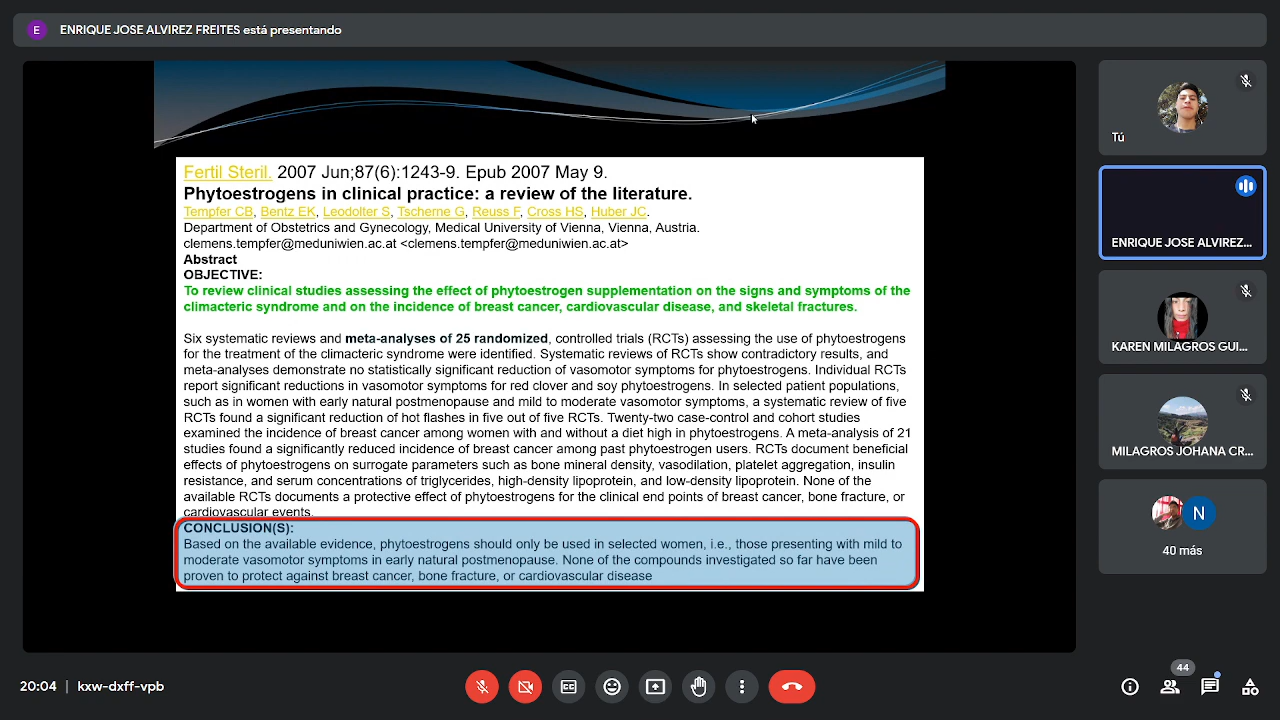 E
ENRIQUE JOSE ALVIREZ FREITES está presentando
Fertil Steril. 2007 Jun;87(6):1243-9. Epub 2007 May 9.
Phytoestrogens in clinical practice: a review of the literature.
Tempfer CB, Bentz EK, Leodolter S, Tscherne G, Reuss F, Cross HS, Huber JC.
Department of Obstetrics and Gynecology, Medical University of Vienna, Vienna, Austria.
clemens.tempfer@meduniwien.ac.at <clemens.tempfer@meduniwien.ac.at>
Abstract
OBJECTIVE:
To review clinical studies assessing the effect of phytoestrogen supplementation on the signs and symptoms of the
climacteric syndrome and on the incidence of breast cancer, cardiovascular disease, and skeletal fractures.
Six systematic reviews and meta-analyses of 25 randomized, controlled trials (RCTs) assessing the use of phytoestrogens
for the treatment of the climacteric syndrome were identified. Systematic reviews of RCTs show contradictory results, and
meta-analyses demonstrate no statistically significant reduction of vasomotor symptoms for phytoestrogens. Individual RCTs
report significant reductions in vasomotor symptoms for red clover and soy phytoestrogens. In selected patient populations,
such as in women with early natural postmenopause and mild to moderate vasomotor symptoms, a systematic review of five
RCTs found a significant reduction of hot flashes in five out of five RCTs. Twenty-two case-control and cohort studies
examined the incidence of breast cancer among women with and without a diet high in phytoestrogens. A meta-analysis of 21
studies found a significantly reduced incidence of breast cancer among past phytoestrogen users. RCTs document beneficial
effects of phytoestrogens on surrogate parameters such as bone mineral density, vasodilation, platelet aggregation, insulin
resistance, and serum concentrations of triglycerides, high-density lipoprotein, and low-density lipoprotein. None of the
available RCTs documents a protective effect of phytoestrogens for the clinical end points of breast cancer, bone fracture, or
cardiovascular events.
CONCLUSION(S):
Based on the available evidence, phytoestrogens should only be used in selected women, i.e., those presenting with mild to
moderate vasomotor symptoms in early natural postmenopause. None of the compounds investigated so far have been
proven to protect against breast cancer, bone fracture, or cardiovascular disease
Tú
ENRIQUE JOSE ALVIREZ...
KAREN MILAGROS GUI...
MILAGROS JOHANA CR...
N
40 más
20:04 | kxw-dxff-vpb
44